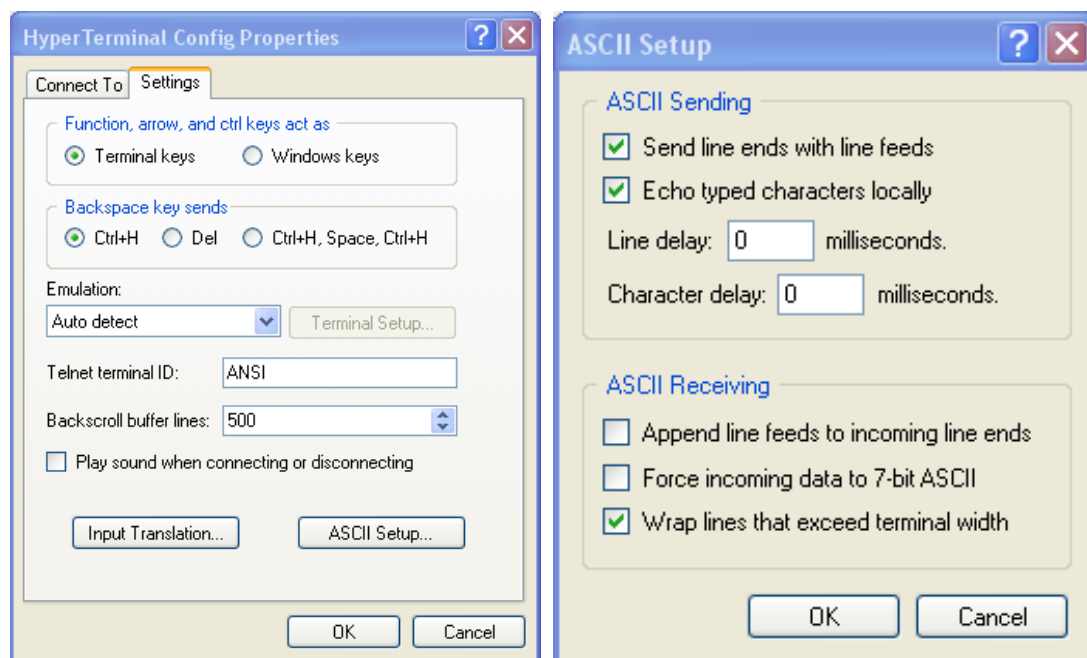 HyperTerminal Config Properties
Connect To Settings
Function, arrow, and ctrl keys act as
Terminal keys Windows keys
Backspace key sends
Ctrl+H Del Ctrl+H, Space, Ctrl+H
Emulation:
Auto detect Terminal Setup...
Telnet terminal ID: ANSI
Backscroll buffer lines: 500
Play sound when connecting or disconnecting
Input Translation... ASCII Setup...
OK Cancel
ASCII Setup
ASCII Sending
Send line ends with line feeds
Echo typed characters locally
Line delay: 0 milliseconds.
Character delay: 0 milliseconds.
ASCII Receiving
Append line feeds to incoming line ends
Force incoming data to 7-bit ASCII
Wrap lines that exceed terminal width
OK Cancel